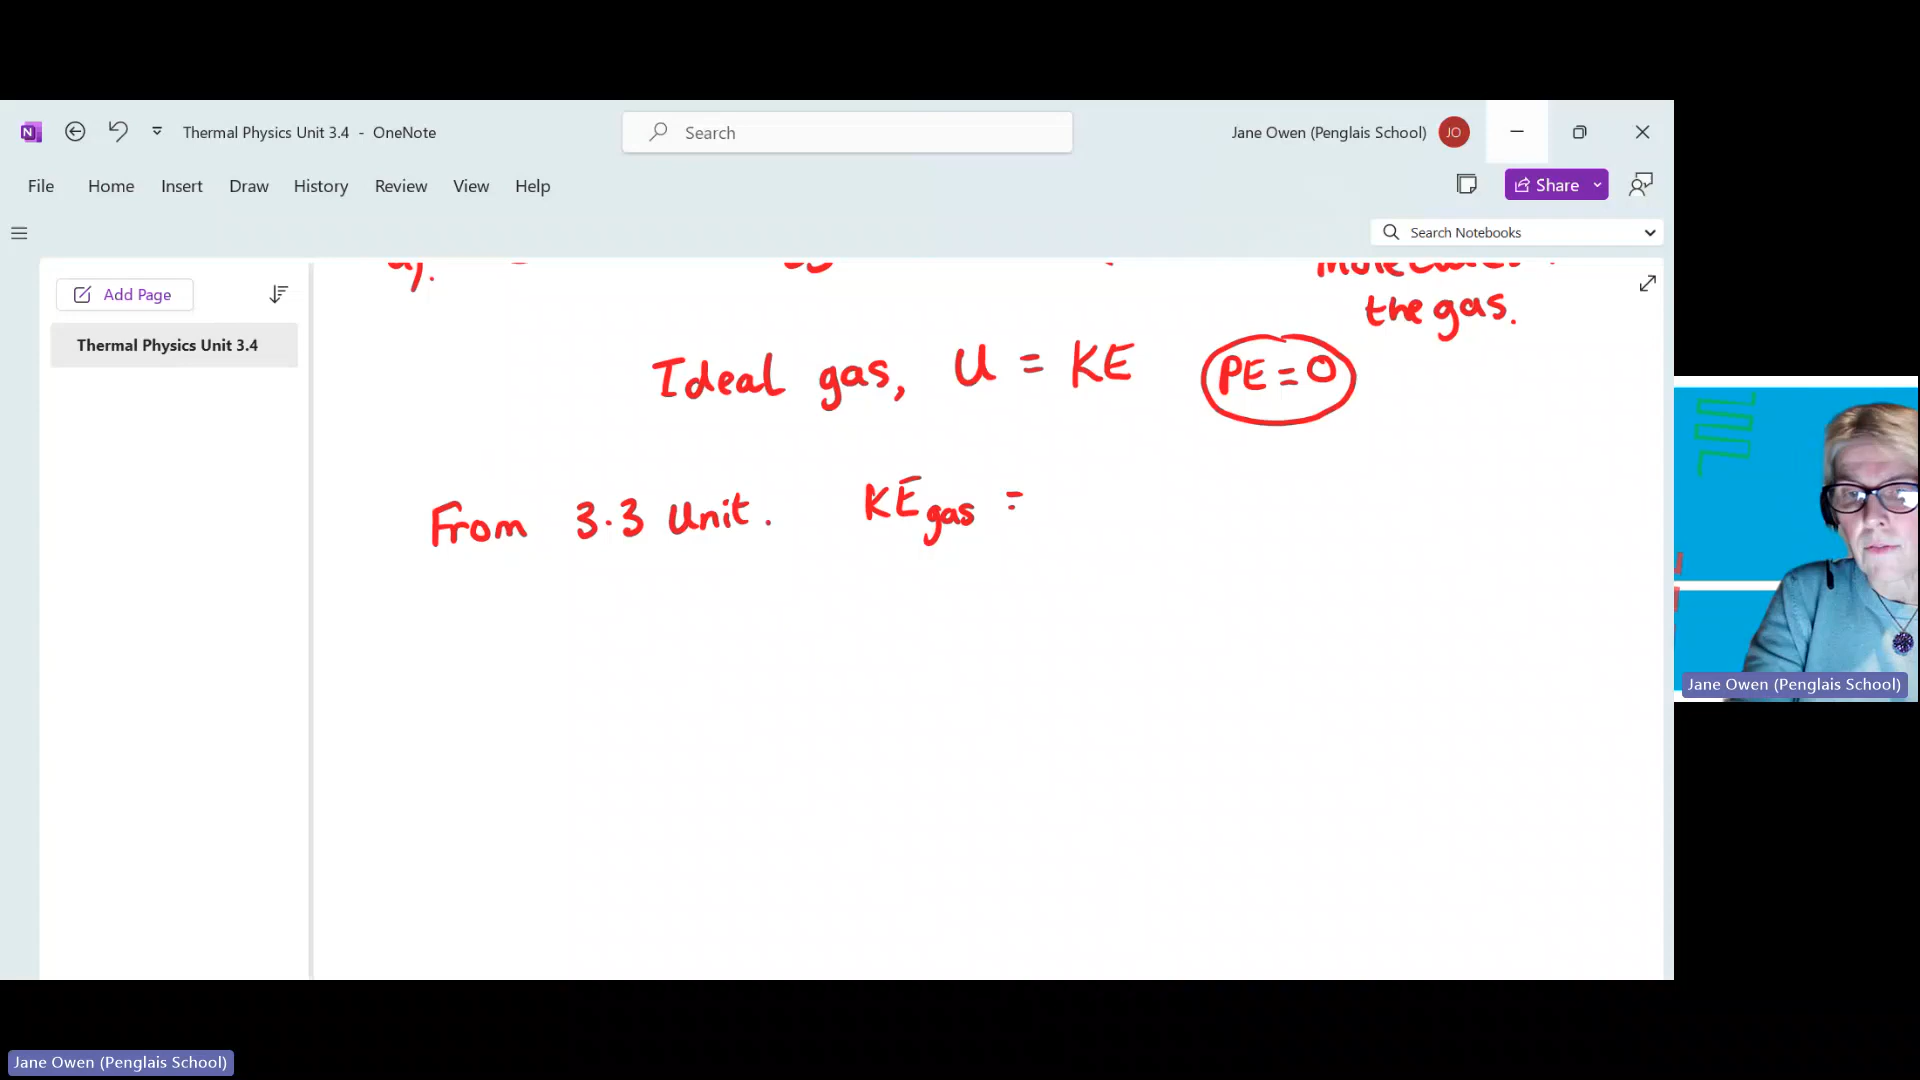 Thermal Physics Unit 3.4 - OneNote
Search
Jane Owen (Penglais School)
JO
File Home Insert Draw History Review View Help
Share
Search Notebooks
Add Page
Thermal Physics Unit 3.4
the gas.
Ideal gas, U = KE PE = 0
From 3.3 Unit. KE gas =
Jane Owen (Penglais School)
Jane Owen (Penglais School)